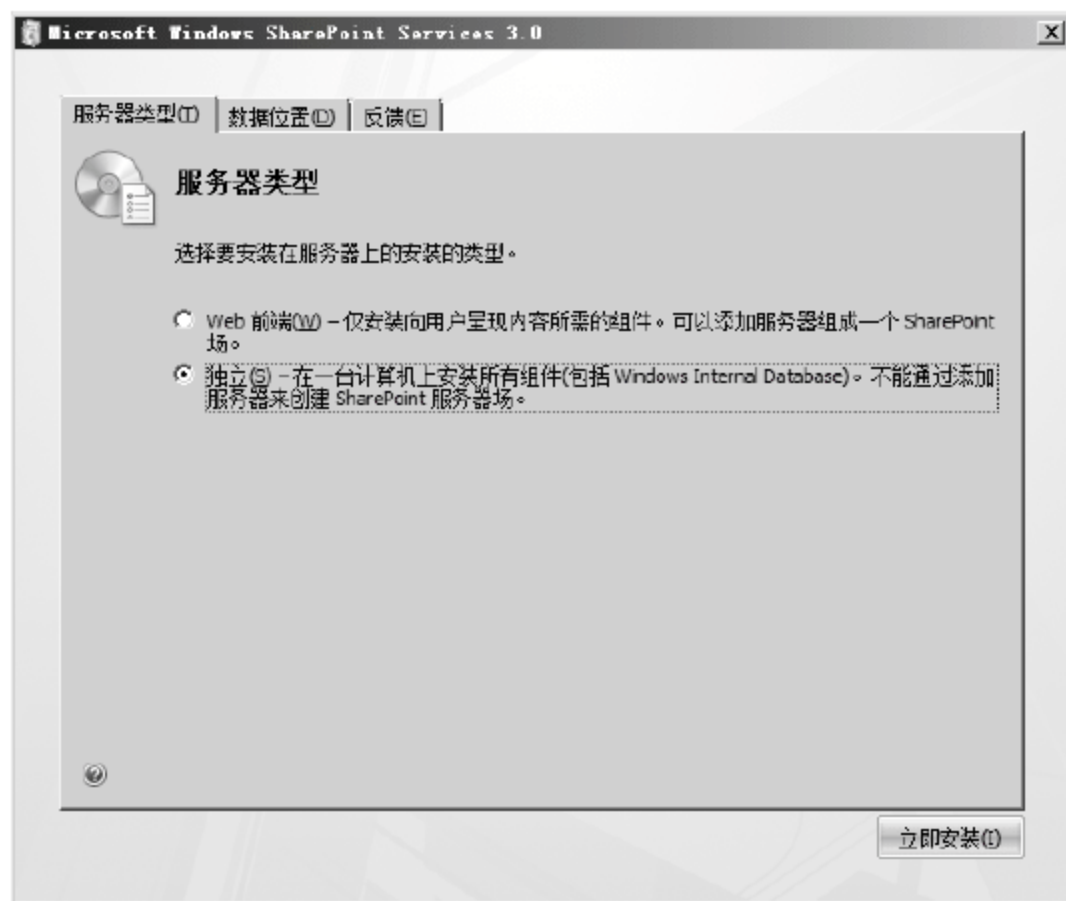 Microsoft Windows SharePoint Services 3.0
服务器类型(T) 数据位置(D) 反馈(E)
服务器类型
选择要安装在服务器上的安装的类型。
Web 前端(W) - 仅安装向用户呈现内容所需的组件。可以添加服务器组成一个 SharePoint
场。
独立(S) - 在一台计算机上安装所有组件(包括 Windows Internal Database)。不能通过添加
服务器来创建 SharePoint 服务器场。
立即安装(I)